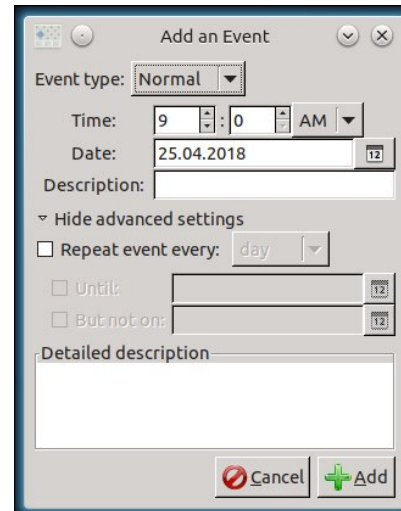 Add an Event
Event type: Normal
Time: 9 : 0 AM
Date: 25.04.2018 12
Description:
Hide advanced settings
Repeat event every: day
Until: 12
But not on: 12
Detailed description
Cancel Add